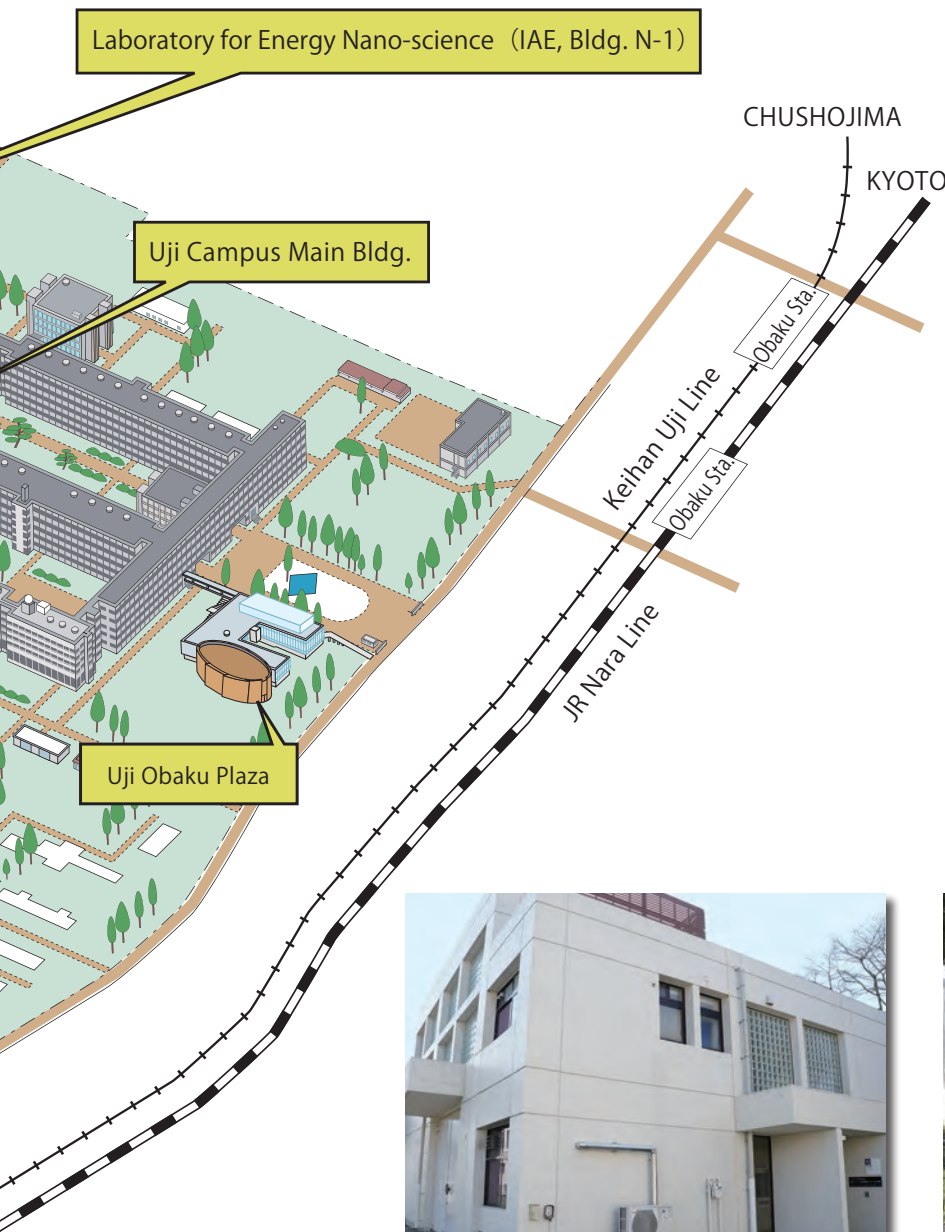 Laboratory for Energy Nano-science（IAE, Bldg. N-1）
CHUSHOJIMA
KYOTO
Uji Campus Main Bldg.
Obaku Sta.
Keihan Uji Line
Obaku Sta.
JR Nara Line
Uji Obaku Plaza